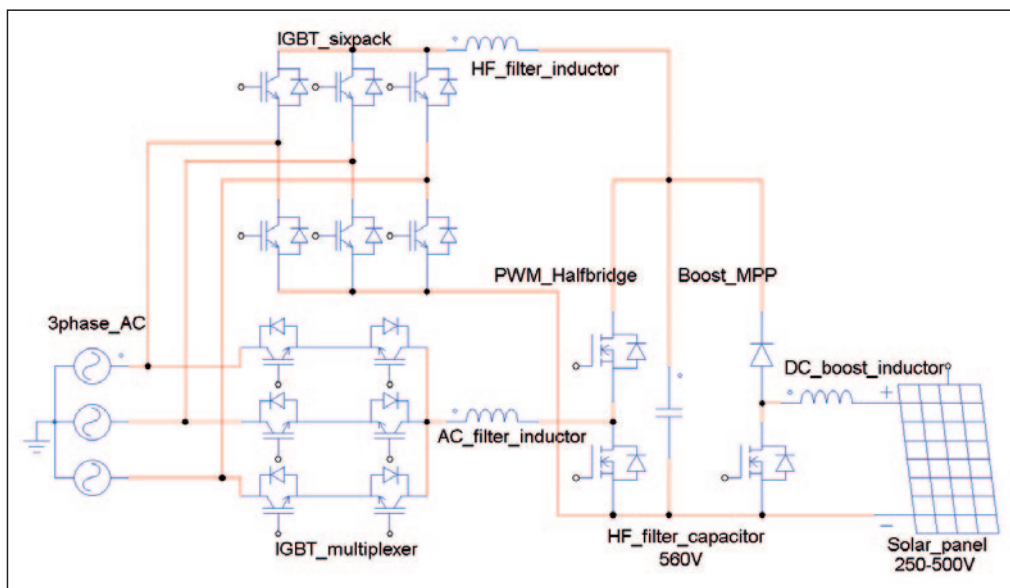 IGBT_sixpack
HF_filter_inductor
PWM_Halfbridge
Boost_MPP
3phase_AC
DC_boost_inductor
+
AC_filter_inductor
IGBT_multiplexer
HF_filter_capacitor
560V
−
Solar_panel
250-500V